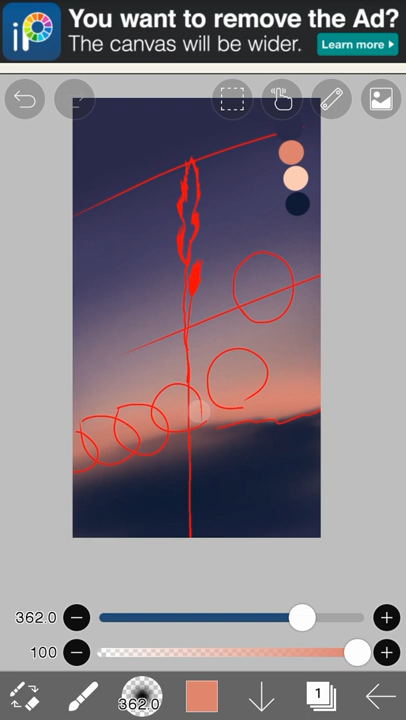 iP
You want to remove the Ad?
The canvas will be wider.
Learn more
362.0
100
362.0
1